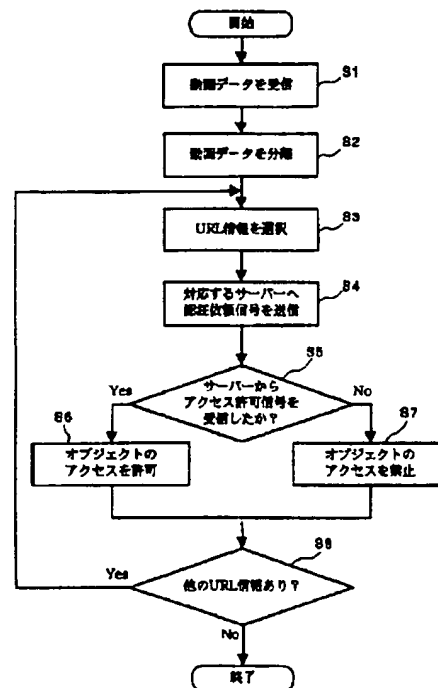 開始
S1
動画データを受信
S2
動画データを分離
S3
URL情報を選択
S4
対応するサーバーへ
認証依頼信号を送信
S5
サーバーから
アクセス許可信号を
受信したか？
Yes
No
S6
オブジェクトの
アクセスを許可
S7
オブジェクトの
アクセスを禁止
S8
他のURL情報あり？
Yes
No
終了